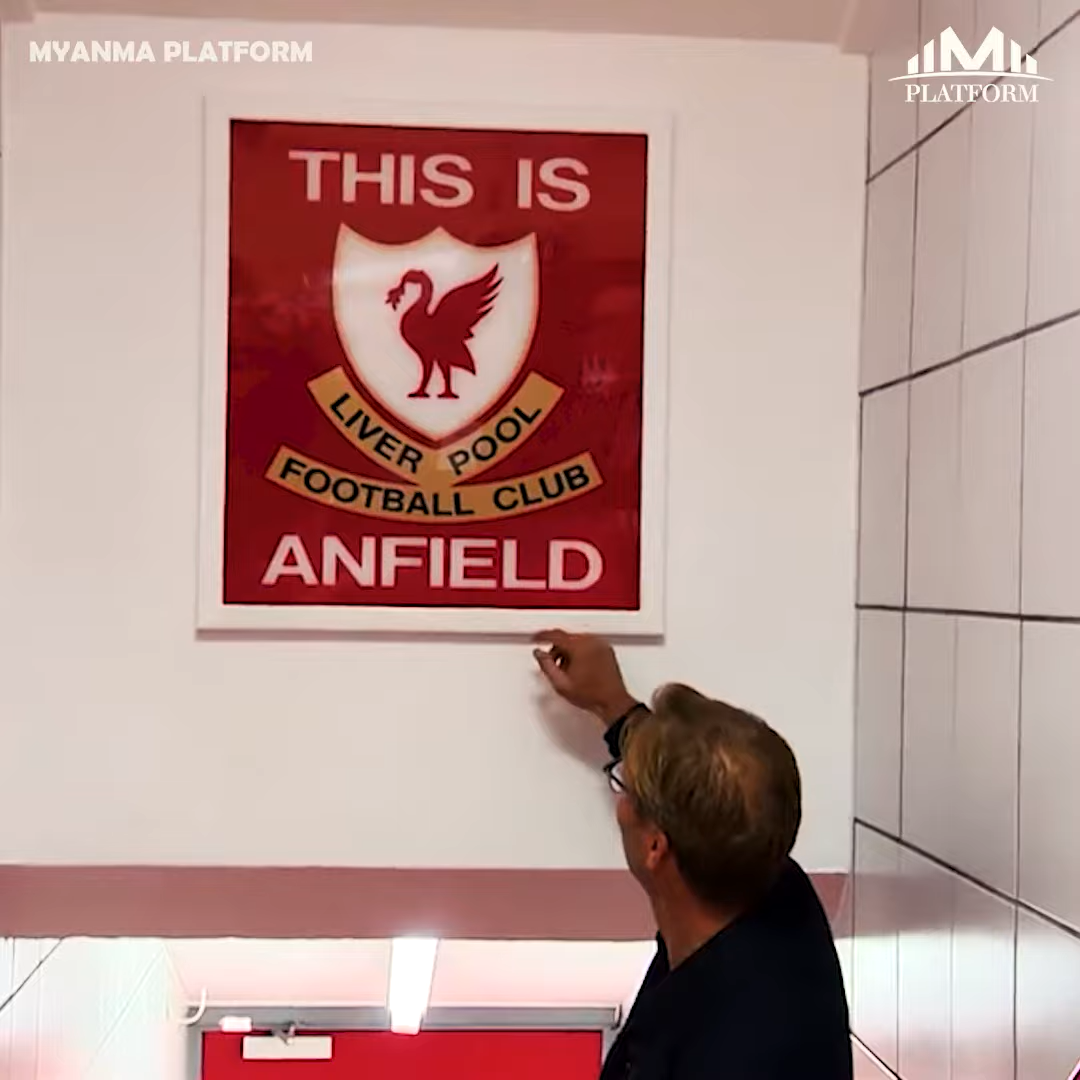 MYANMA PLATFORM
M
PLATFORM
THIS IS
LIVER POOL
FOOTBALL CLUB
ANFIELD